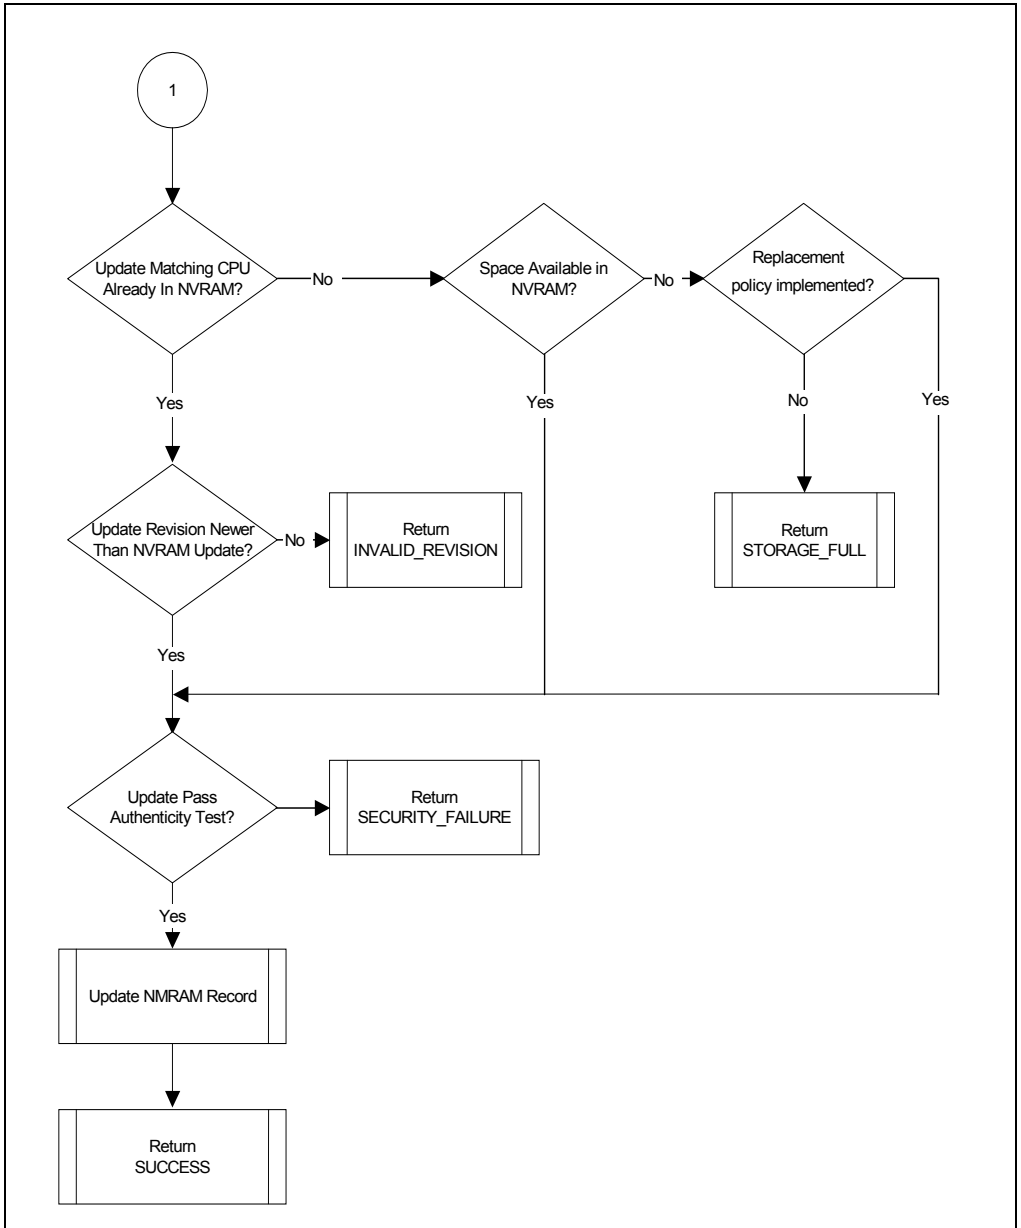 1
Update Matching CPU
Already In NVRAM?
No
Space Available in
NVRAM?
No
Replacement
policy implemented?
Yes
Yes
No
Yes
Update Revision Newer
Than NVRAM Update?
No
Return
INVALID_REVISION
Return
STORAGE_FULL
Yes
Update Pass
Authenticity Test?
Return
SECURITY_FAILURE
Yes
Update NMRAM Record
Return
SUCCESS